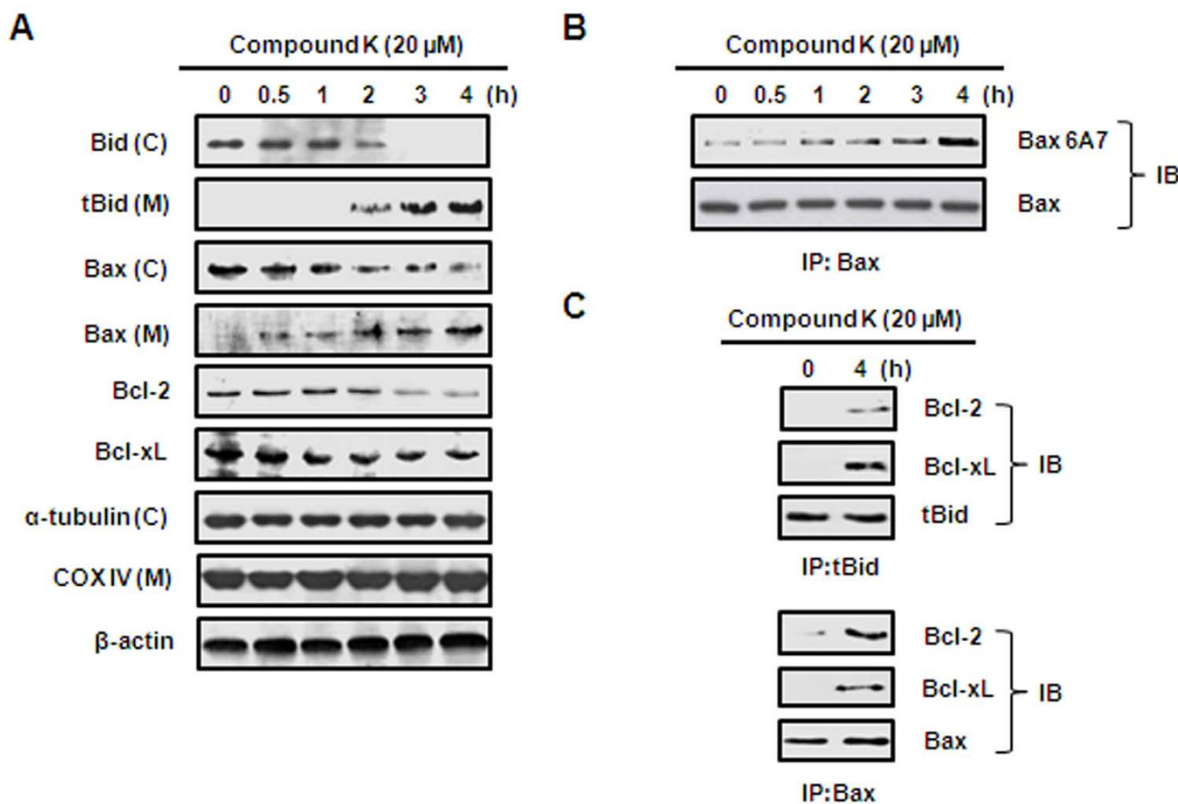 A
Compound K (20 µM)
0 0.5 1 2 3 4 (h)
Bid (C)
tBid (M)
Bax (C)
Bax (M)
Bcl-2
Bcl-xL
α-tubulin (C)
COX IV (M)
β-actin
B
Compound K (20 µM)
0 0.5 1 2 3 4 (h)
Bax 6A7
IB
Bax
IP: Bax
C
Compound K (20 µM)
0 4 (h)
Bcl-2
Bcl-xL
IB
tBid
IP:tBid
Bcl-2
Bcl-xL
IB
Bax
IP:Bax